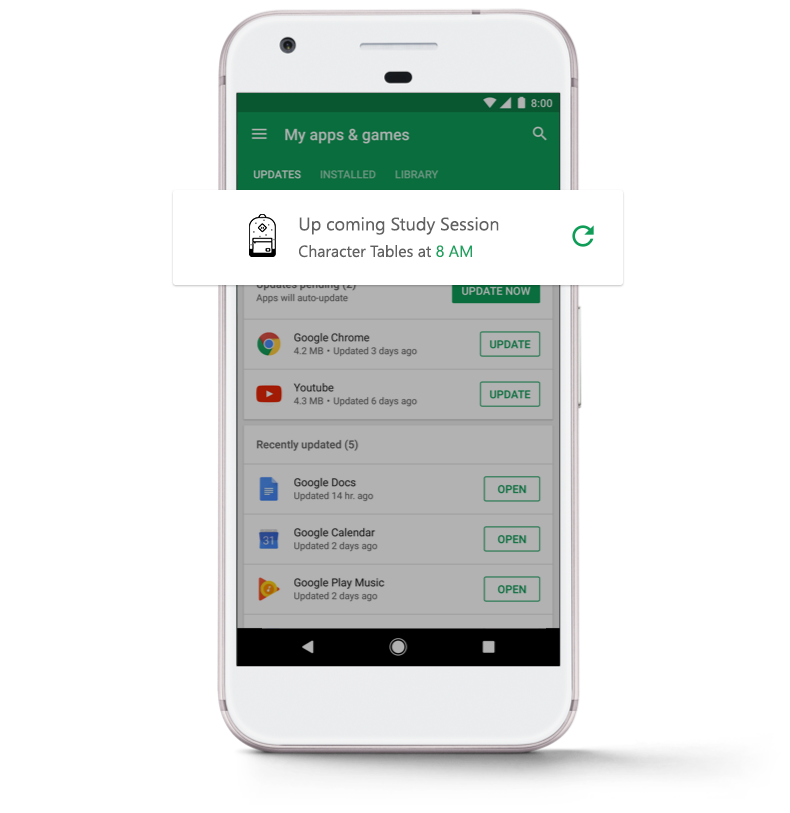 8:00
My apps & games
UPDATES INSTALLED LIBRARY
Up coming Study Session
Character Tables at 8 AM
Updates pending (2)
Apps will auto-update
UPDATE NOW
Google Chrome
4.2 MB • Updated 3 days ago
UPDATE
Youtube
4.3 MB • Updated 6 days ago
UPDATE
Recently updated (5)
Google Docs
Updated 14 hr. ago
OPEN
31
Google Calendar
Updated 2 days ago
OPEN
Google Play Music
Updated 2 days ago
OPEN